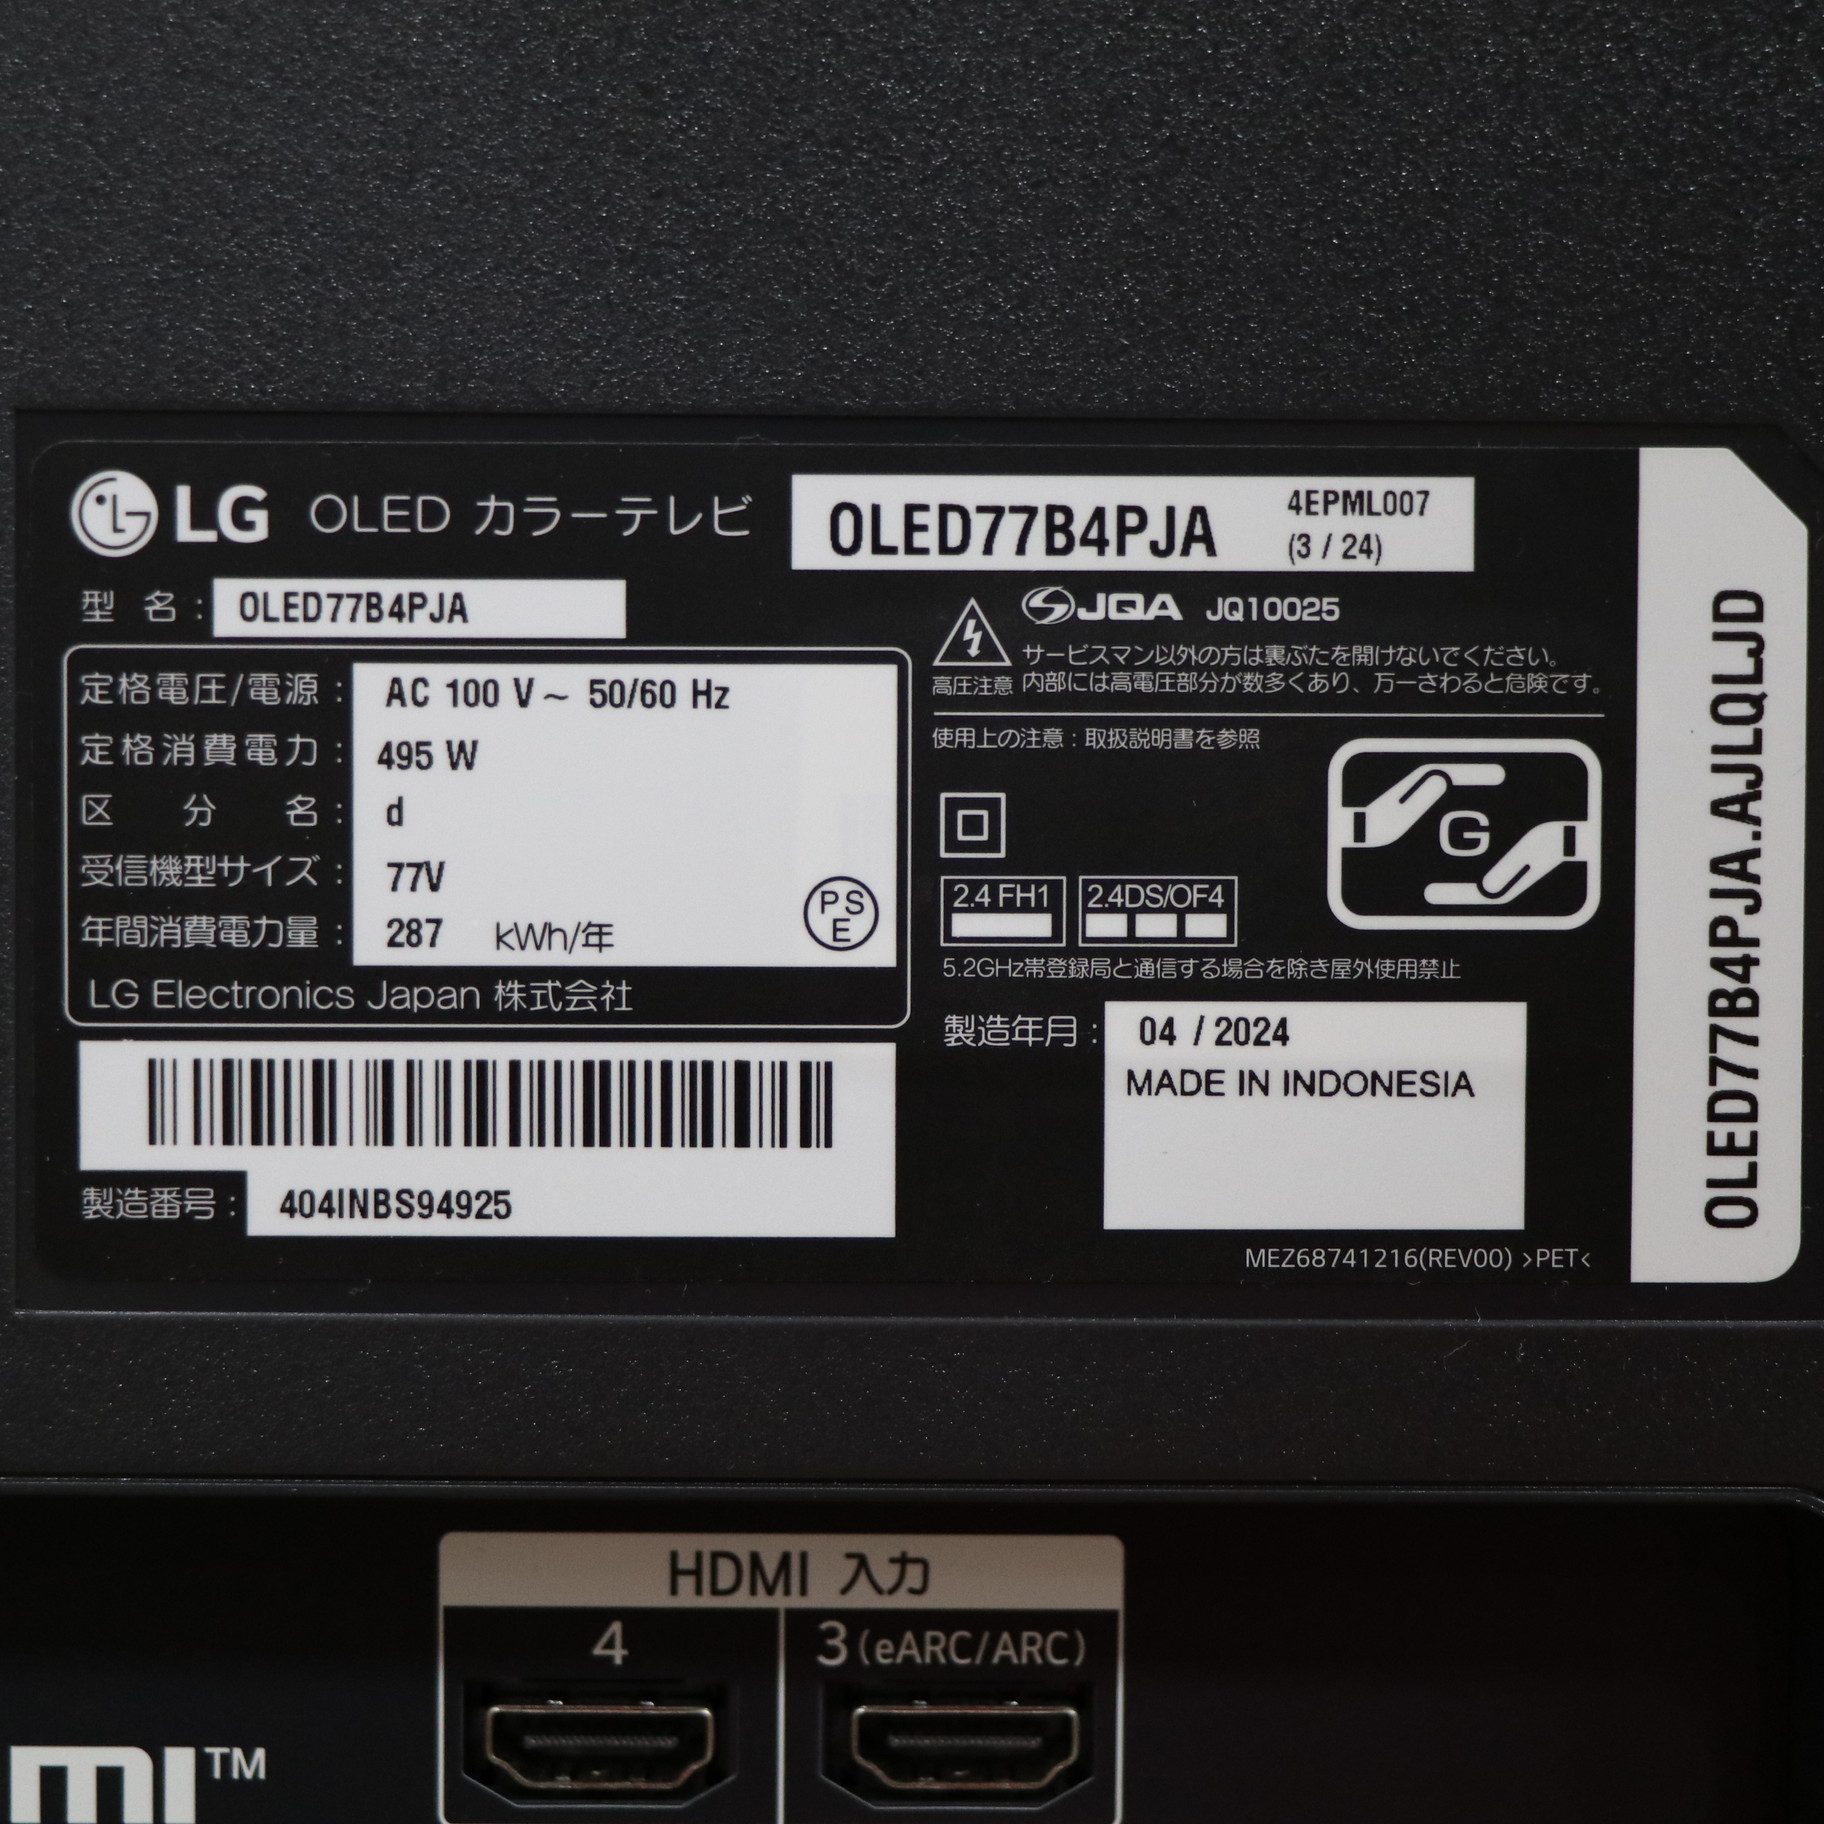 LG OLED カラーテレビ
OLED77B4PJA
4EPML007
(3 / 24)
型名: OLED77B4PJA
定格電圧/電源: AC 100 V~ 50/60 Hz
定格消費電力: 495 W
区分名: d
受信機型サイズ: 77V
年間消費電力量: 287 kWh/年
PSE
LG Electronics Japan 株式会社
製造番号: 404INBS94925
JQA JQ10025
高圧注意
サービスマン以外の方は裏ぶたを開けないでください。
内部には高電圧部分が数多くあり、万一さわると危険です。
使用上の注意:取扱説明書を参照
G
2.4 FH1
2.4DS/OF4
5.2GHz帯登録局と通信する場合を除き屋外使用禁止
製造年月: 04 / 2024
MADE IN INDONESIA
MEZ68741216(REV00) >PET<
OLED77B4PJA.AJLQLJD
HDMI 入力
4
3(eARC/ARC)
mI™